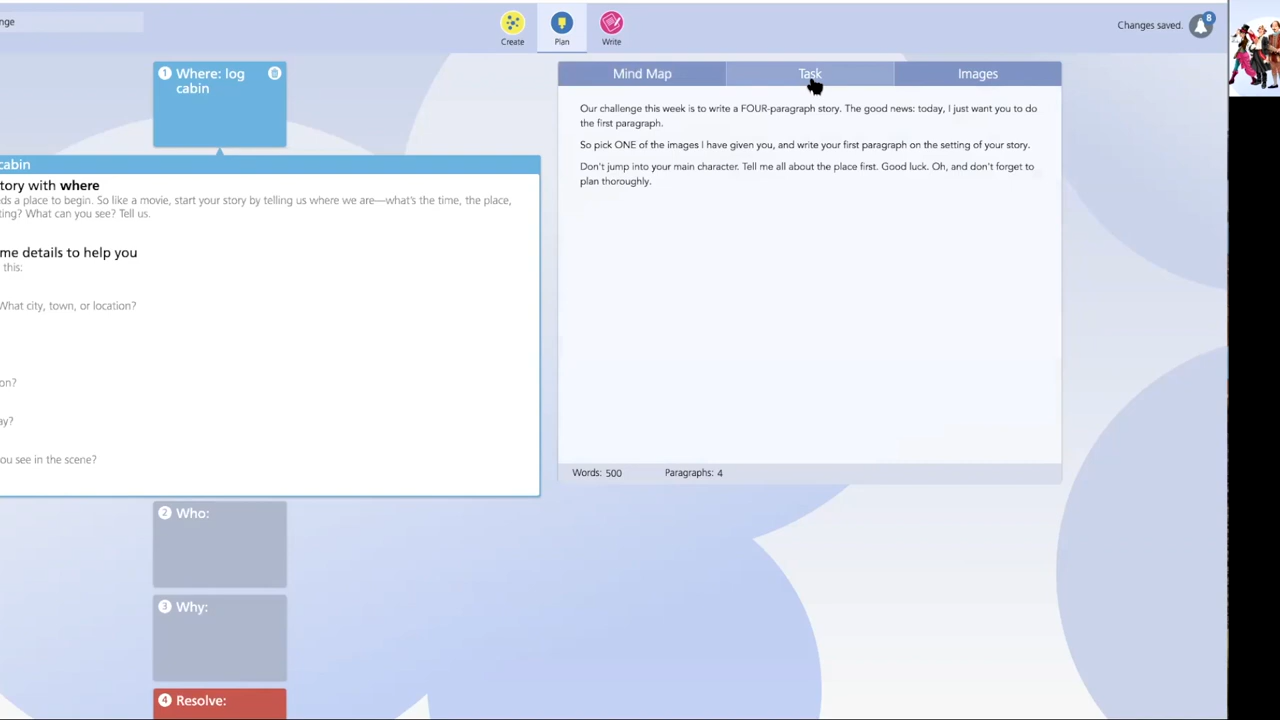 nge
Create
Plan
Write
Changes saved.
8
1 Where: log
cabin
cabin
tory with where
ds a place to begin. So like a movie, start your story by telling us where we are—what's the time, the place,
ting? What can you see? Tell us.
me details to help you
this:
What city, town, or location?
on?
ay?
ou see in the scene?
2 Who:
3 Why:
4 Resolve:
Mind Map
Task
Images
Our challenge this week is to write a FOUR-paragraph story. The good news: today, I just want you to do
the first paragraph.
So pick ONE of the images I have given you, and write your first paragraph on the setting of your story.
Don't jump into your main character. Tell me all about the place first. Good luck. Oh, and don't forget to
plan thoroughly.
Words: 500
Paragraphs: 4